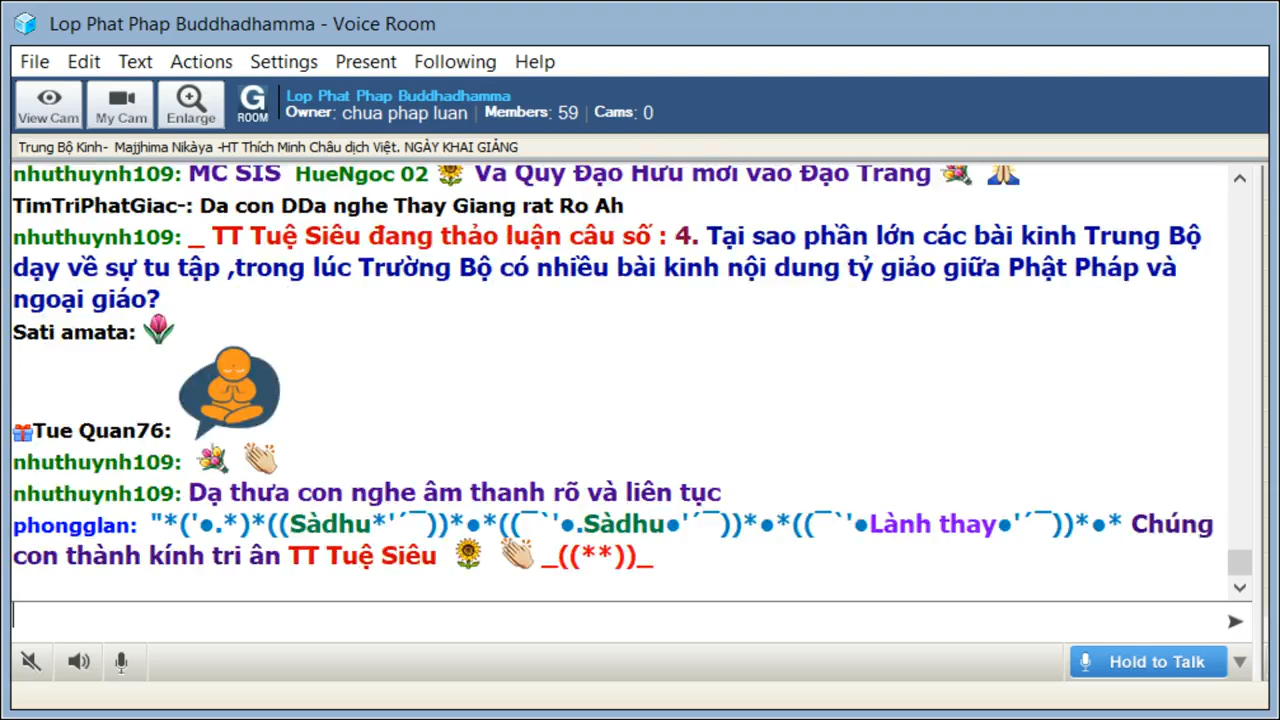 Lop Phat Phap Buddhadhamma - Voice Room
File Edit Text Actions Settings Present Following Help
View Cam My Cam Enlarge G ROOM Lop Phat Phap Buddhadhamma
Owner: chua phap luan | Members: 59 | Cams: 0
Trung Bộ Kinh- Majjhima Nikàya -HT Thích Minh Châu dịch Việt. NGÀY KHAI GIẢNG
nhuthuynh109: MC SIS HueNgoc 02 🌻 Và Quý Đạo Hữu mới vào Đạo Tràng 💐 🙏
TimTriPhatGiac-: Da con DDa nghe Thay Giang rat Ro Ah
nhuthuynh109: _ TT Tuệ Siêu đang thảo luận câu số : 4. Tại sao phần lớn các bài kinh Trung Bộ
dạy về sự tu tập ,trong lúc Trường Bộ có nhiều bài kinh nội dung tỷ giảo giữa Phật Pháp và
ngoại giáo?
Sati amata: 🌷
🎁Tue Quan76:
nhuthuynh109: 💐 👏
nhuthuynh109: Dạ thưa con nghe âm thanh rõ và liên tục
phongglan: "*('●.*)*((Sàdhu*'´¯))*●*((¯`'●.Sàdhu●'´¯))*●*((¯`'●Lành thay●'´¯))*●* Chúng
con thành kính tri ân TT Tuệ Siêu 🌻 👏 _((**))_
Hold to Talk